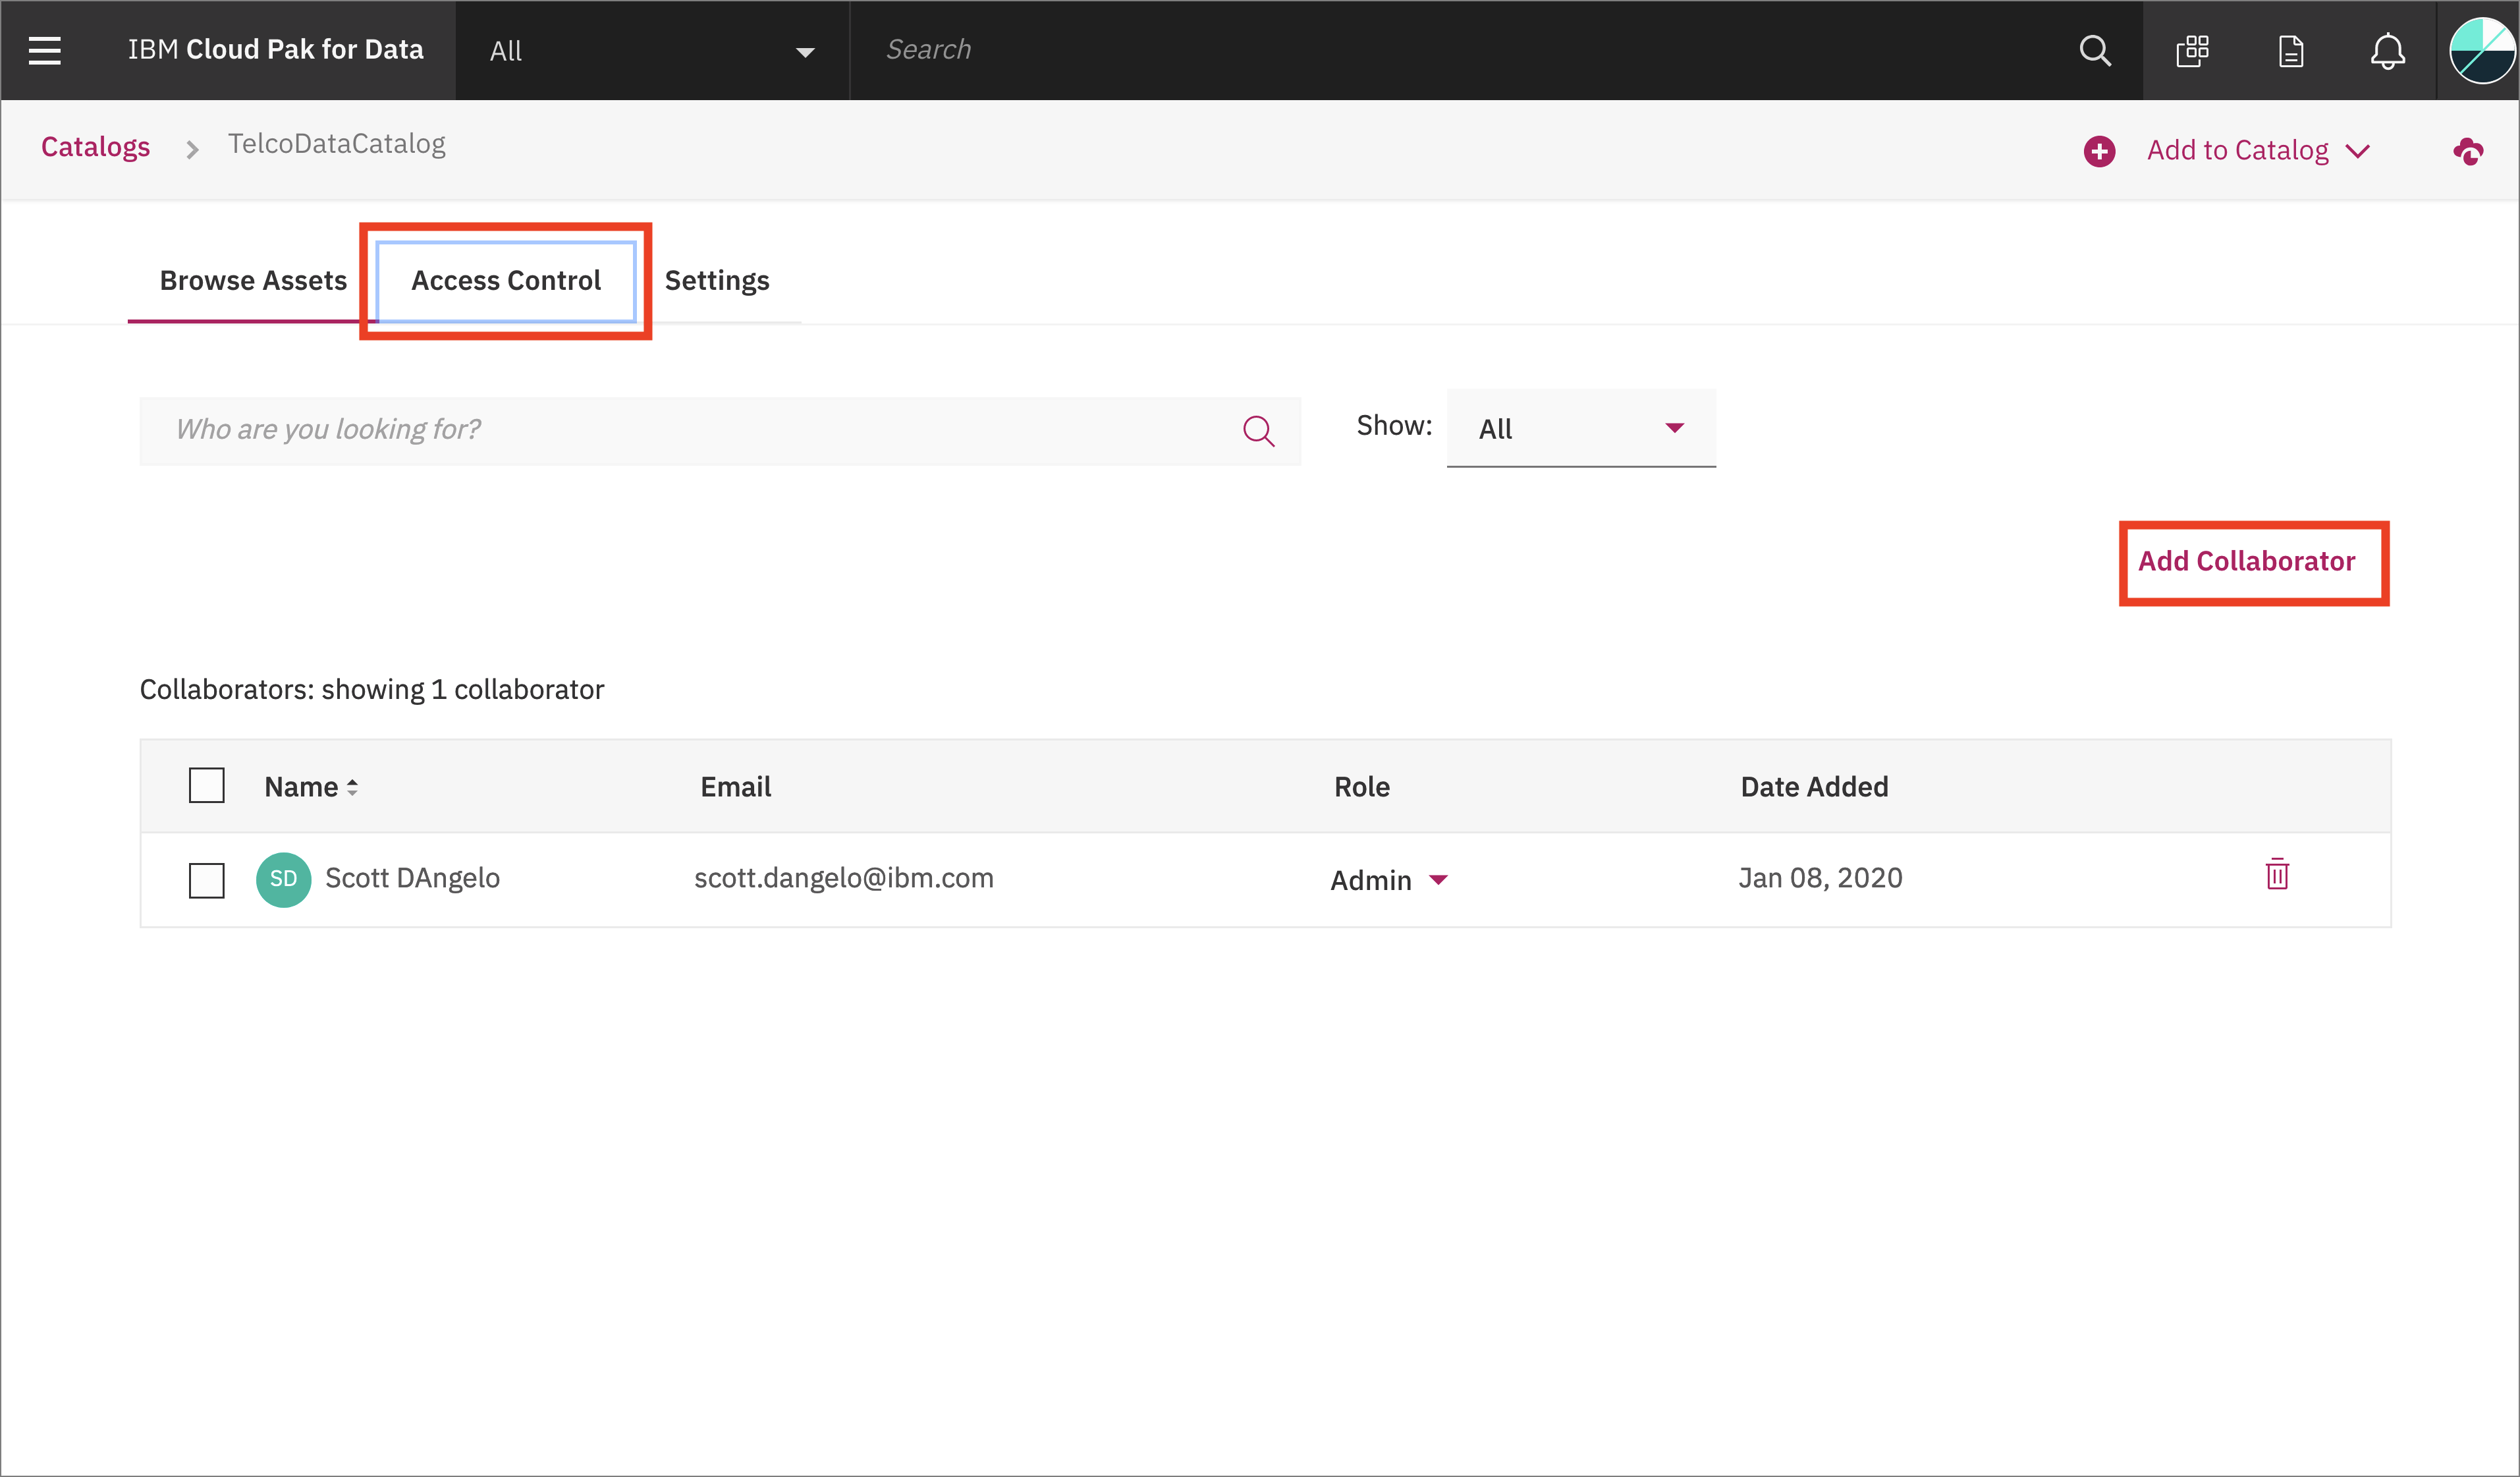 IBM Cloud Pak for Data
All
Search
Catalogs
TelcoDataCatalog
Add to Catalog
Browse Assets
Access Control
Settings
Who are you looking for?
Show:
All
Add Collaborator
Collaborators: showing 1 collaborator
Name
Email
Role
Date Added
SD
Scott DAngelo
scott.dangelo@ibm.com
Admin
Jan 08, 2020